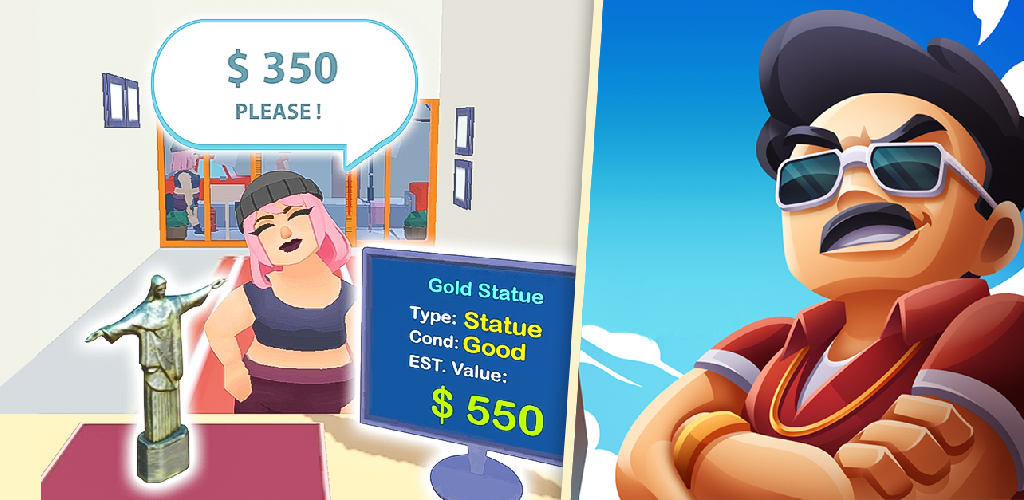 $ 350
PLEASE!
Gold Statue
Type: Statue
Cond: Good
EST. Value:
$ 550